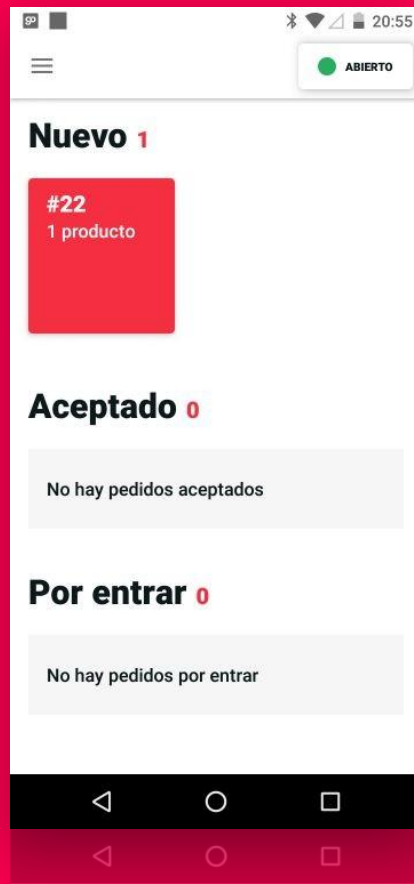 20:55
ABIERTO
Nuevo 1
#22
1 producto
Aceptado 0
No hay pedidos aceptados
Por entrar 0
No hay pedidos por entrar